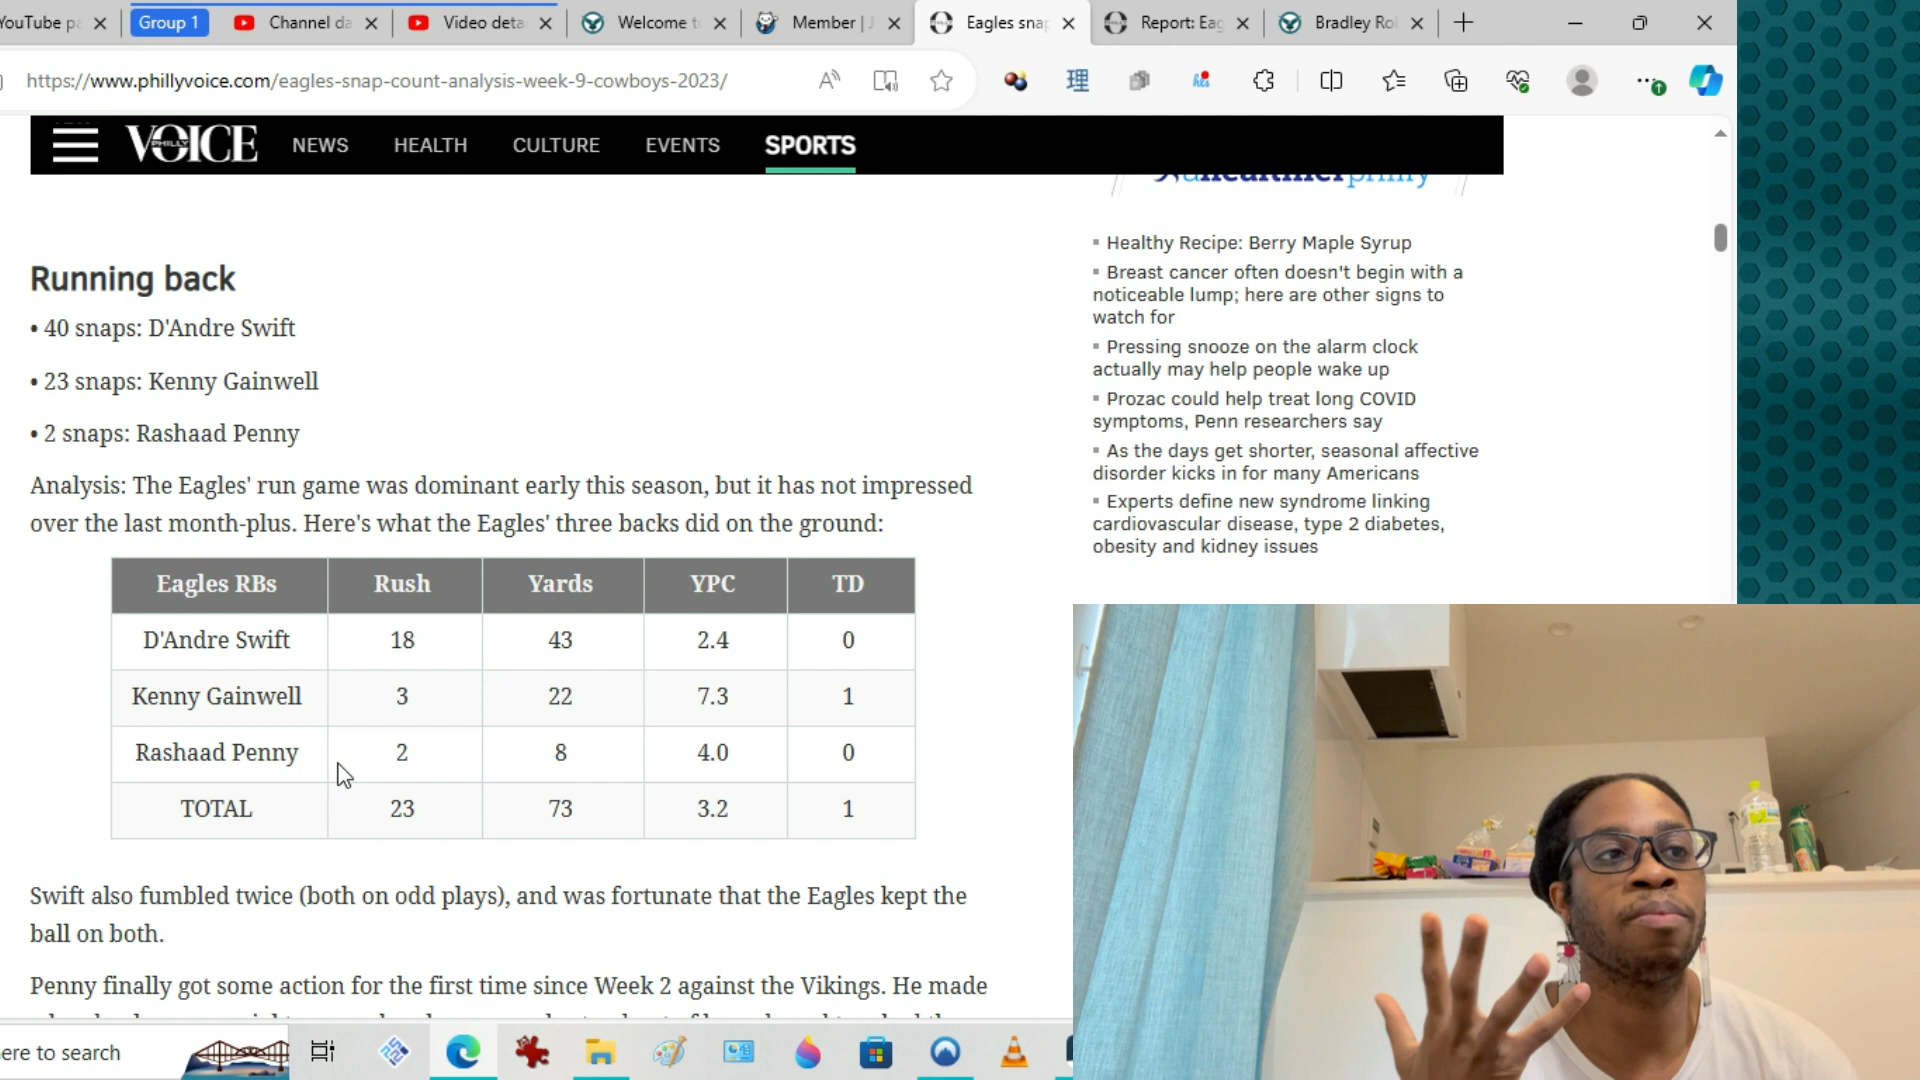 YouTube pa
Group 1
Channel da
Video deta
Welcome t
Member | J
Eagles snap
Report: Eag
Bradley Ro
https://www.phillyvoice.com/eagles-snap-count-analysis-week-9-cowboys-2023/
VOICE
PHILLY
NEWS
HEALTH
CULTURE
EVENTS
SPORTS
ahealthierphilly
Running back
• 40 snaps: D'Andre Swift
• 23 snaps: Kenny Gainwell
• 2 snaps: Rashaad Penny
Analysis: The Eagles' run game was dominant early this season, but it has not impressed
over the last month-plus. Here's what the Eagles' three backs did on the ground:
Eagles RBs Rush Yards YPC TD
D'Andre Swift 18 43 2.4 0
Kenny Gainwell 3 22 7.3 1
Rashaad Penny 2 8 4.0 0
TOTAL 23 73 3.2 1
Swift also fumbled twice (both on odd plays), and was fortunate that the Eagles kept the
ball on both.
Penny finally got some action for the first time since Week 2 against the Vikings. He made
▪ Healthy Recipe: Berry Maple Syrup
▪ Breast cancer often doesn't begin with a
noticeable lump; here are other signs to
watch for
▪ Pressing snooze on the alarm clock
actually may help people wake up
▪ Prozac could help treat long COVID
symptoms, Penn researchers say
▪ As the days get shorter, seasonal affective
disorder kicks in for many Americans
▪ Experts define new syndrome linking
cardiovascular disease, type 2 diabetes,
obesity and kidney issues
ere to search